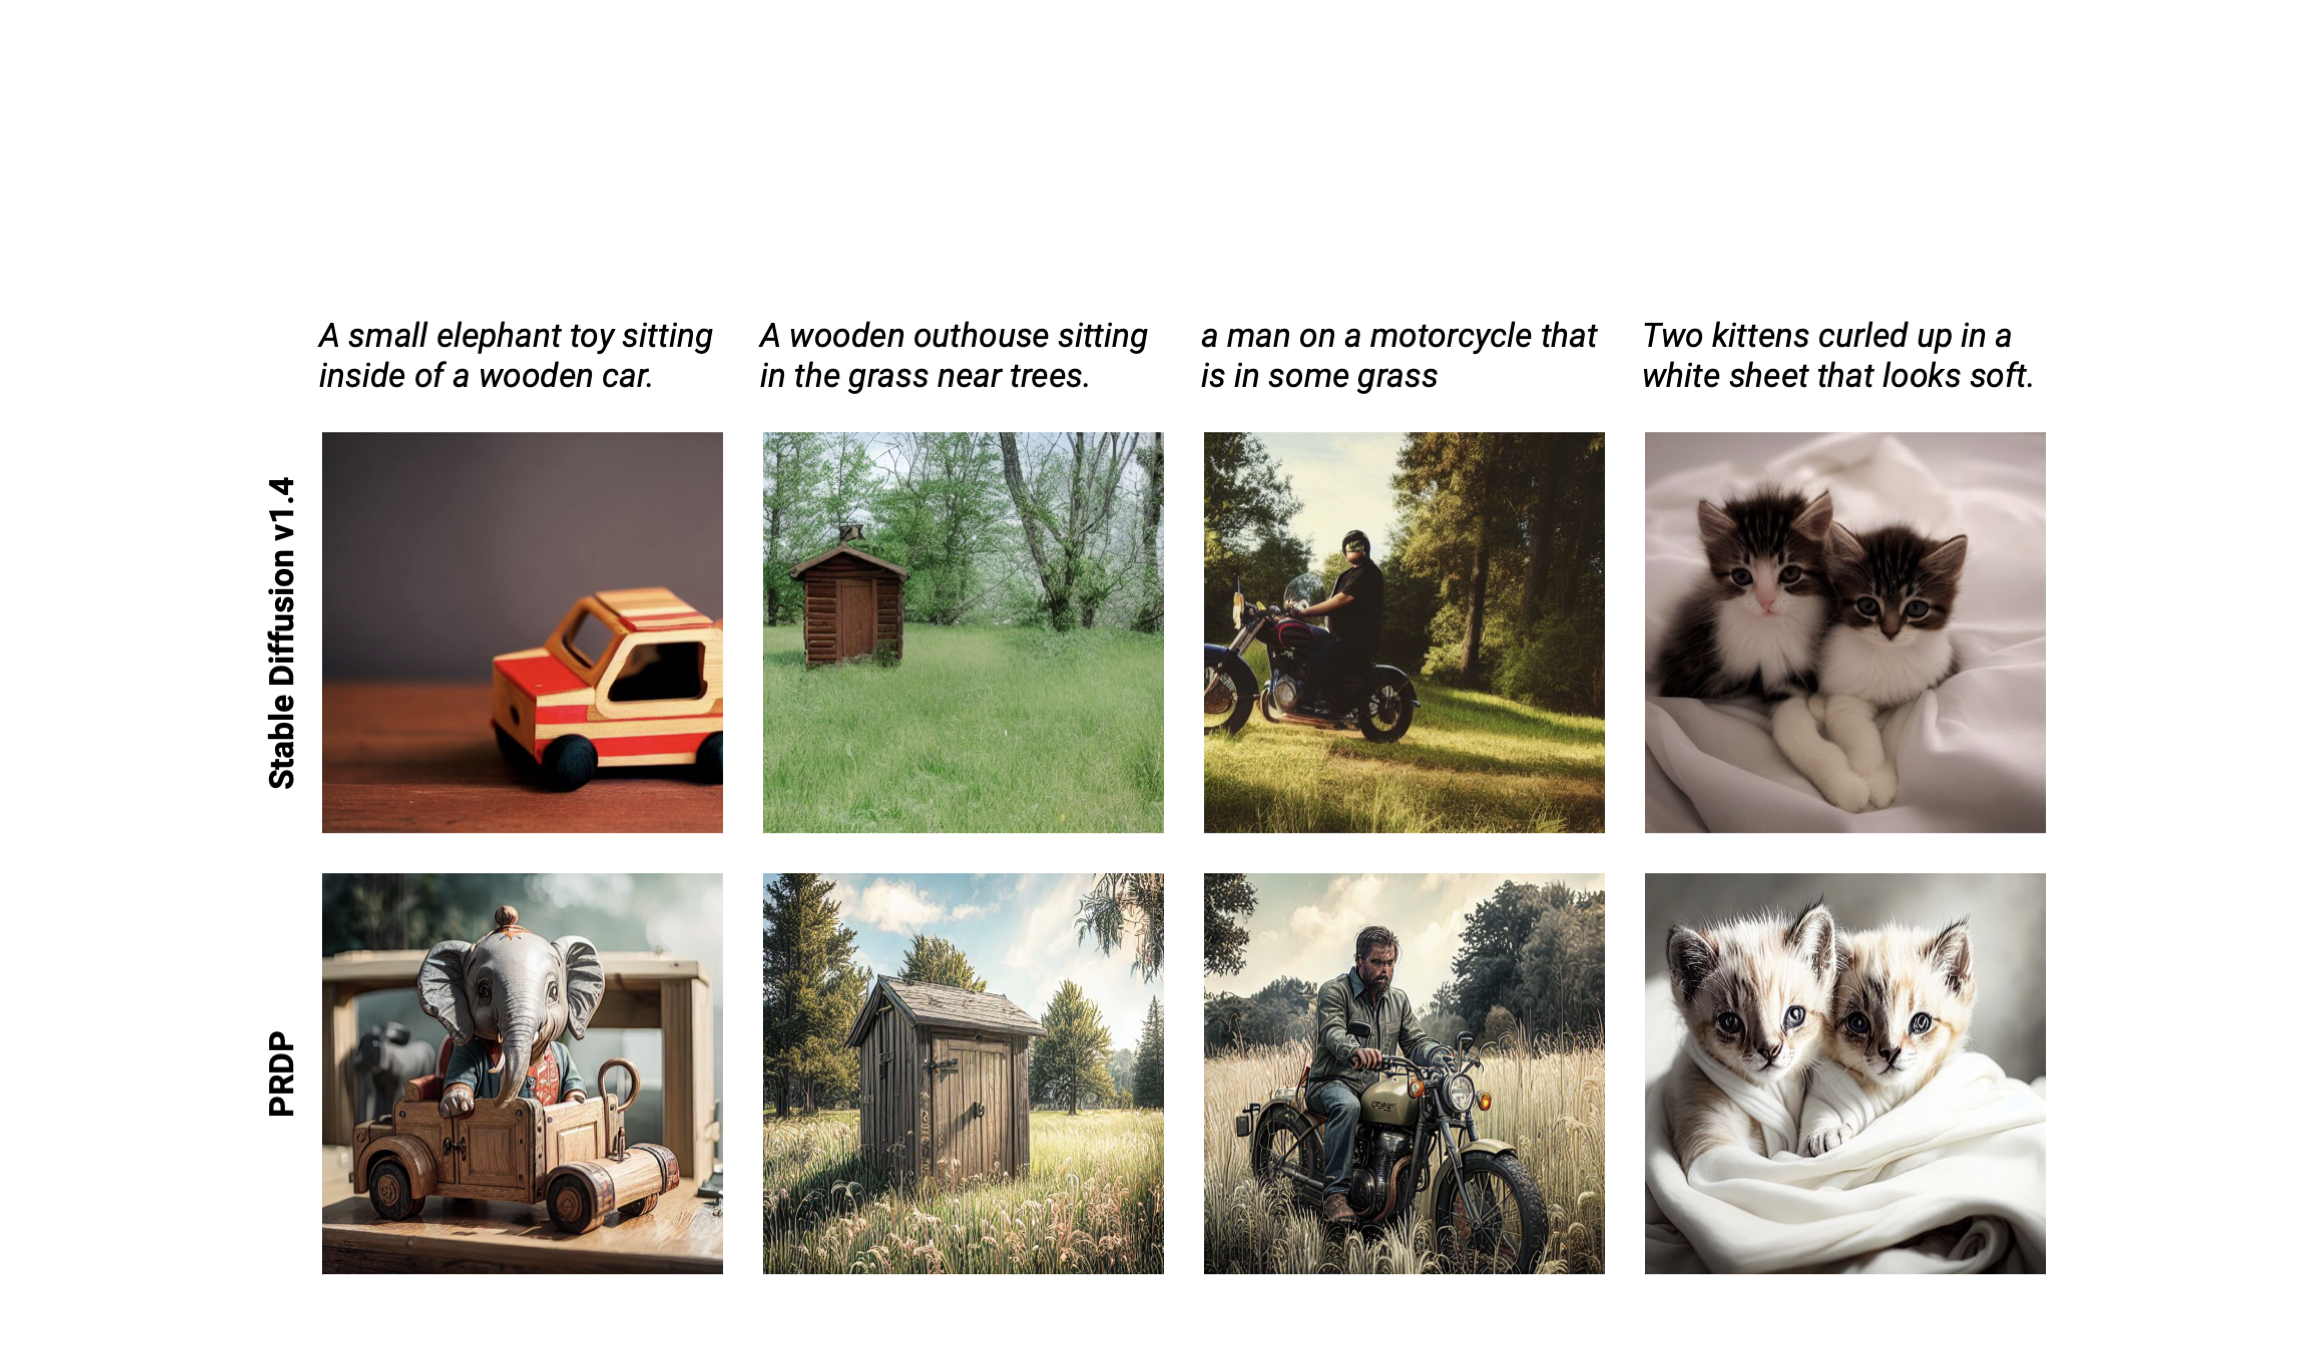 A small elephant toy sitting
inside of a wooden car.
A wooden outhouse sitting
in the grass near trees.
a man on a motorcycle that
is in some grass
Two kittens curled up in a
white sheet that looks soft.
Stable Diffusion v1.4
PRDP